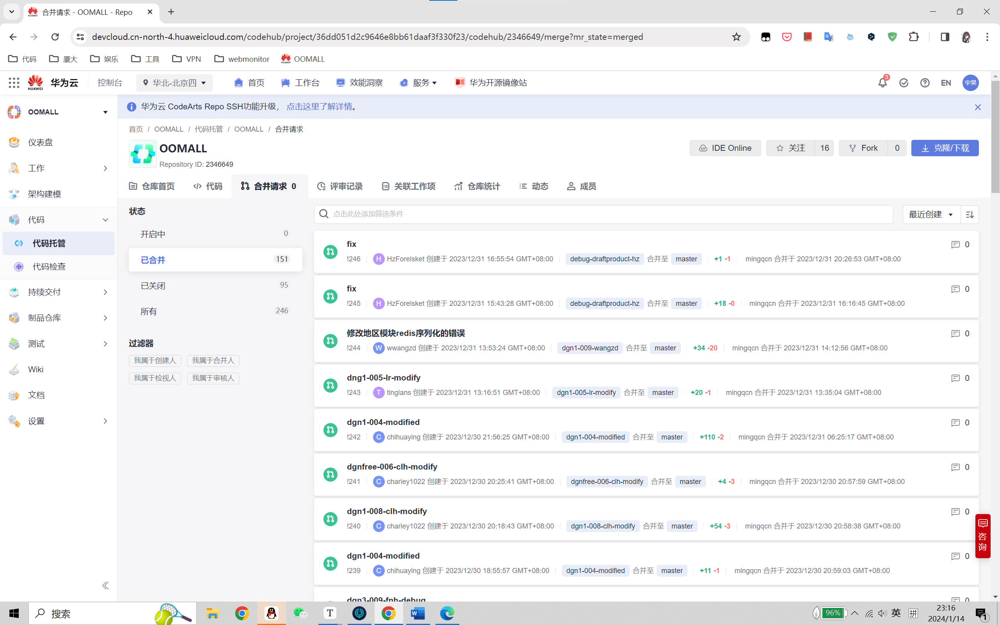 合并请求 - OOMALL - Repo
devcloud.cn-north-4.huaweicloud.com/codehub/project/36dd051d2c9646e8bb61daaf3f330f23/codehub/2346649/merge?mr_state=merged
代码 厦大 娱乐 工具 VPN webmonitor OOMALL
HUAWEI 华为云 控制台 华北-北京四 首页 工作台 效能洞察 服务 华为开源镜像站 3 EN 宇昊
OOMALL
仪表盘
工作
架构建模
代码
代码托管
代码检查
持续交付
制品仓库
测试
Wiki
文档
设置
华为云 CodeArts Repo SSH功能升级， 点击这里了解详情。
首页 / OOMALL / 代码托管 / OOMALL / 合并请求
OOMALL
Repository ID: 2346649
IDE Online 关注 16 Fork 0 克隆/下载
仓库首页 代码 合并请求 0 评审记录 关联工作项 仓库统计 动态 成员
状态
开启中 0
已合并 151
已关闭 95
所有 246
过滤器
我属于创建人 我属于合并人
我属于检视人 我属于审核人
点击此处添加筛选条件 最近创建
fix 0
!246 H HzForelsket 创建于 2023/12/31 16:55:54 GMT+08:00 debug-draftproduct-hz 合并至 master +1 -1 mingqcn 合并于 2023/12/31 20:26:53 GMT+08:00
fix 0
!245 H HzForelsket 创建于 2023/12/31 15:43:28 GMT+08:00 debug-draftproduct-hz 合并至 master +18 -0 mingqcn 合并于 2023/12/31 16:16:45 GMT+08:00
修改地区模块redis序列化的错误 0
!244 W wwangzd 创建于 2023/12/31 13:53:24 GMT+08:00 dgn1-009-wangzd 合并至 master +34 -20 mingqcn 合并于 2023/12/31 14:12:56 GMT+08:00
dng1-005-lr-modify 0
!243 T tinglans 创建于 2023/12/31 13:16:51 GMT+08:00 dgn1-005-lr-modify 合并至 master +20 -1 mingqcn 合并于 2023/12/31 13:35:04 GMT+08:00
dgn1-004-modified 0
!242 C chihuaying 创建于 2023/12/30 21:56:25 GMT+08:00 dgn1-004-modified 合并至 master +110 -2 mingqcn 合并于 2023/12/31 06:25:17 GMT+08:00
dgnfree-006-clh-modify 0
!241 C charley1022 创建于 2023/12/30 20:25:41 GMT+08:00 dgnfree-006-clh-modify 合并至 master +4 -3 mingqcn 合并于 2023/12/30 20:57:59 GMT+08:00
dgn1-008-clh-modify 0
!240 C charley1022 创建于 2023/12/30 20:18:43 GMT+08:00 dgn1-008-clh-modify 合并至 master +54 -3 mingqcn 合并于 2023/12/30 20:58:38 GMT+08:00
dgn1-004-modified 0
!239 C chihuaying 创建于 2023/12/30 18:55:57 GMT+08:00 dgn1-004-modified 合并至 master +11 -1 mingqcn 合并于 2023/12/30 20:59:03 GMT+08:00
dgn3-009-fnh-debug 0
咨询
搜索 T W 96% 英 拼 23:16
2024/1/14 1